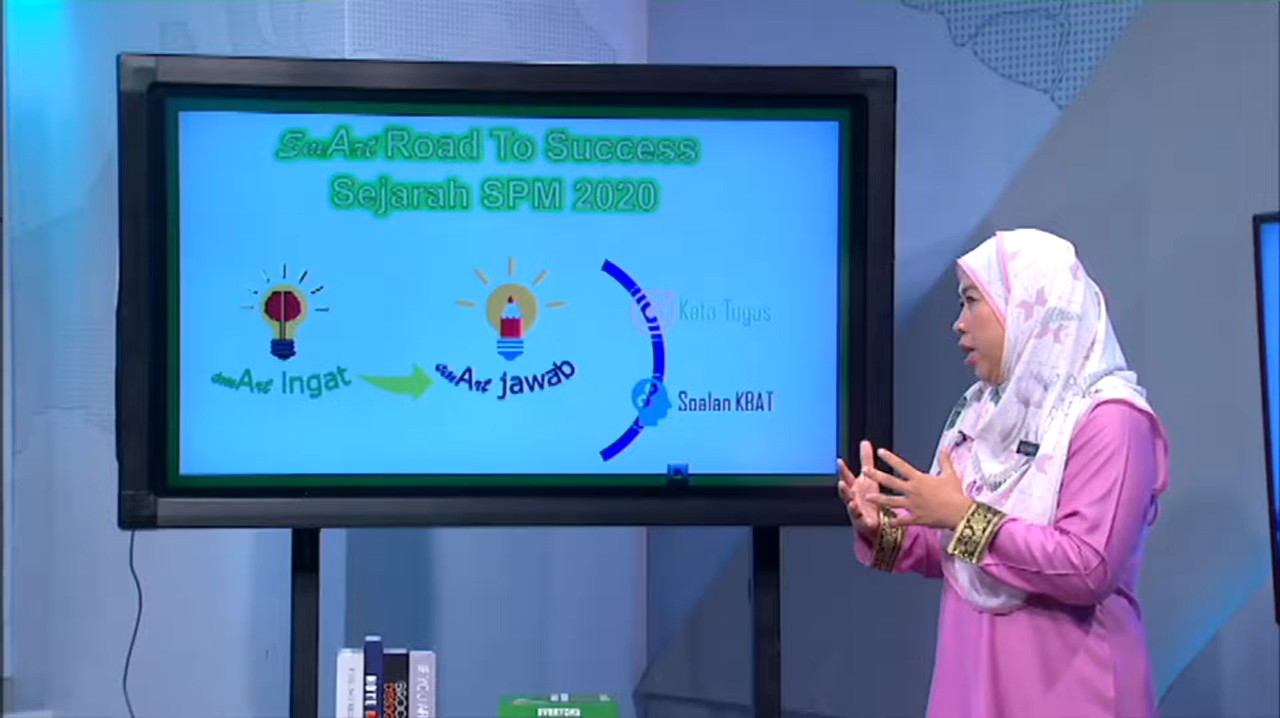 SmArt Road To Success
Sejarah SPM 2020
SmArt Ingat
SmArt jawab
Kata Tugas
Soalan KBAT